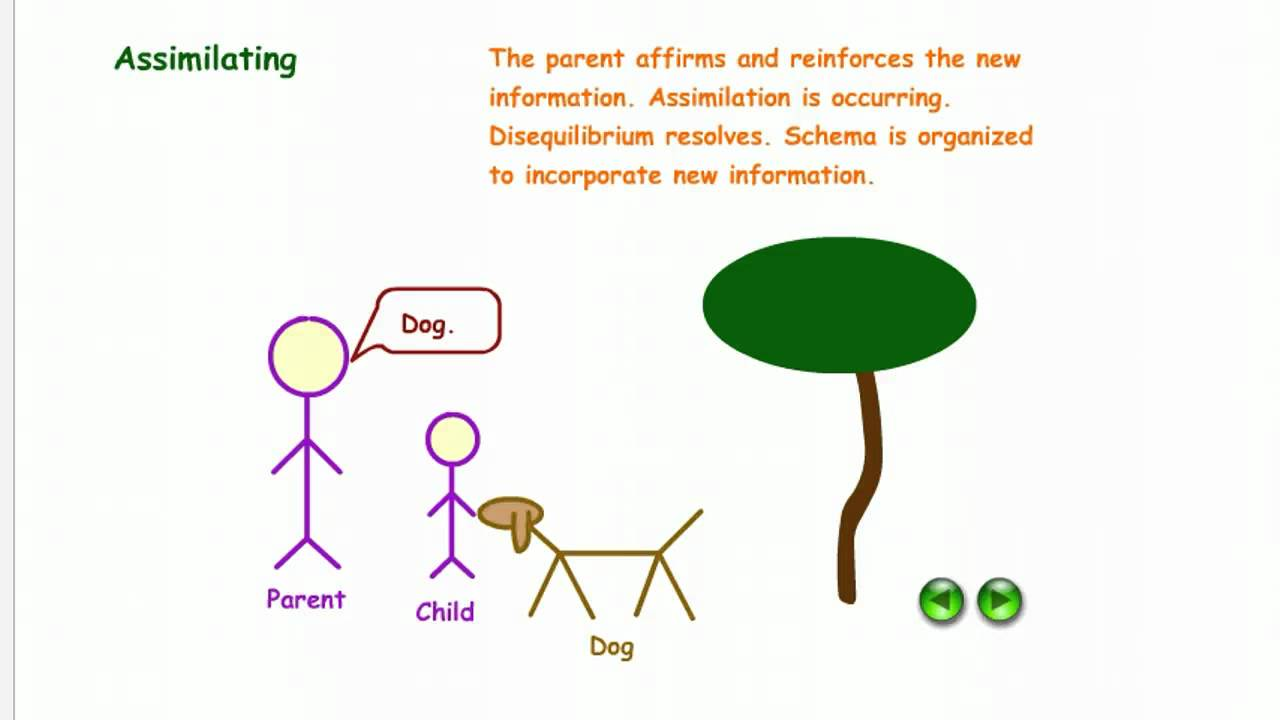 Assimilating
The parent affirms and reinforces the new
information. Assimilation is occurring.
Disequilibrium resolves. Schema is organized
to incorporate new information.
Dog.
Parent
Child
Dog